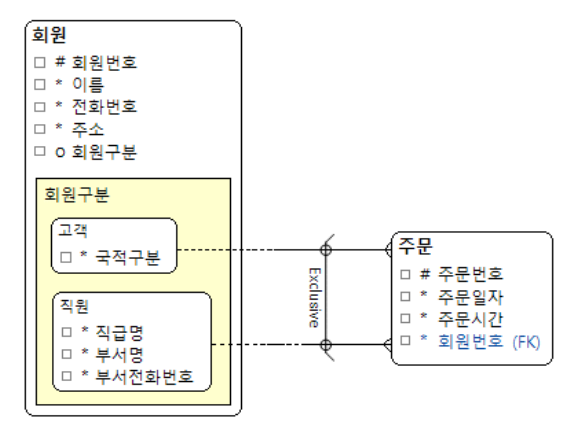 회원
# 회원번호
* 이름
* 전화번호
* 주소
o 회원구분
회원구분
고객
* 국적구분
직원
* 직급명
* 부서명
* 부서전화번호
Exclusive
주문
# 주문번호
* 주문일자
* 주문시간
* 회원번호 (FK)